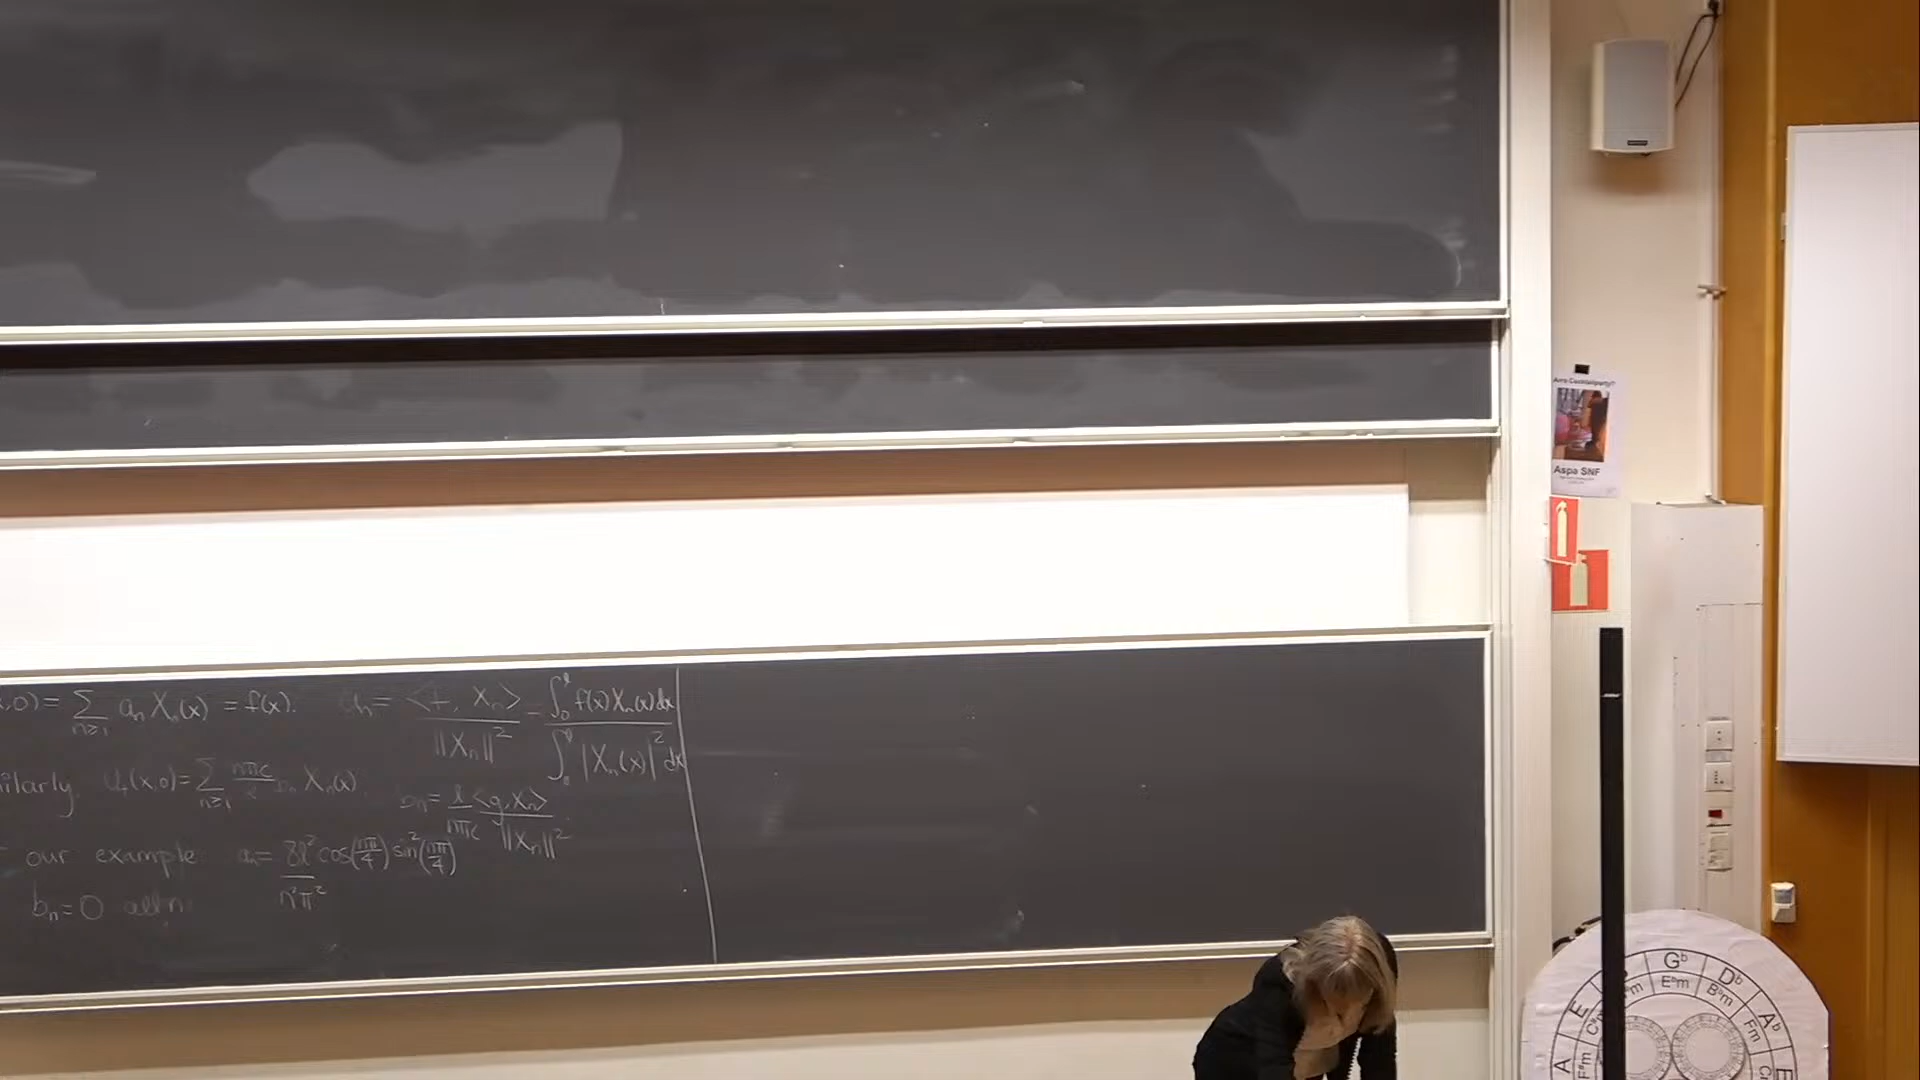 ,0) = Σ_{n≥1} a_n X_n(x) = f(x). a_n = <f, X_n> / ||X_n||² = ∫_0^l f(x) X_n(x) dx / ∫_0^l |X_n(x)|² dx
ilarly, U_t(x,0) = Σ_{n≥1} nπc/l b_n X_n(x). b_n = l/nπc <g, X_n> / ||X_n||²
our example: a_n = 8l²/n²π² cos(nπ/4) sin²(nπ/4)
b_n = 0 all n.
Aspa SNF
G♭
D♭
A♭
E
A
E♭m
B♭m
Fm
F#m